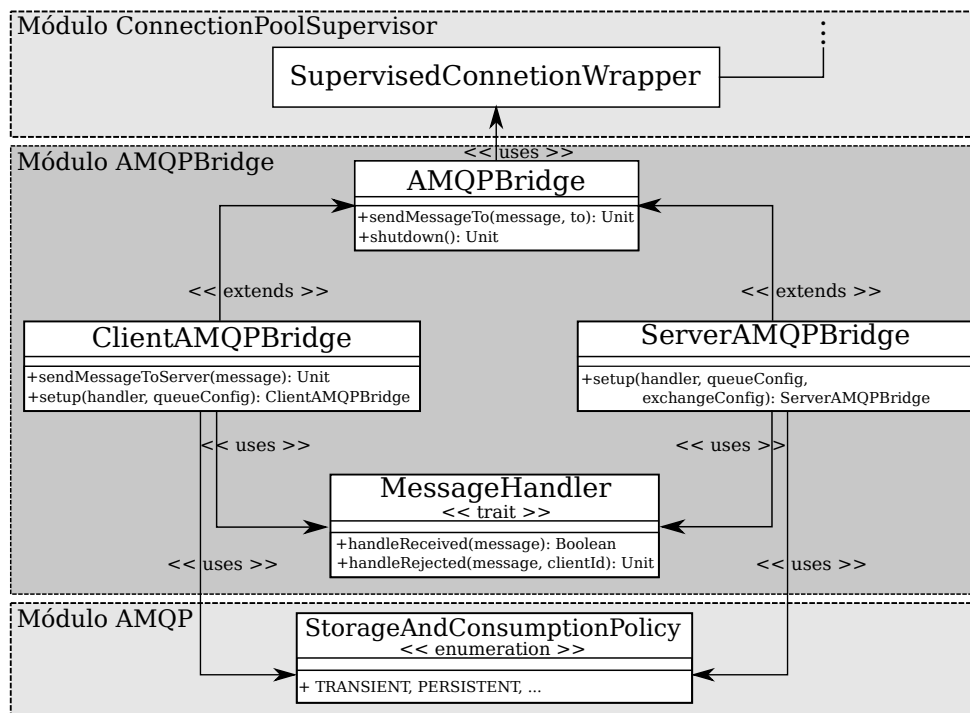 Módulo ConnectionPoolSupervisor
SupervisedConnetionWrapper
<< uses >>
Módulo AMQPBridge
AMQPBridge
+sendMessageTo(message, to): Unit
+shutdown(): Unit
<< extends >>
<< extends >>
ClientAMQPBridge
+sendMessageToServer(message): Unit
+setup(handler, queueConfig): ClientAMQPBridge
ServerAMQPBridge
+setup(handler, queueConfig,
exchangeConfig): ServerAMQPBridge
<< uses >>
<< uses >>
MessageHandler
<< trait >>
+handleReceived(message): Boolean
+handleRejected(message, clientId): Unit
<< uses >>
<< uses >>
Módulo AMQP
StorageAndConsumptionPolicy
<< enumeration >>
+ TRANSIENT, PERSISTENT, ...